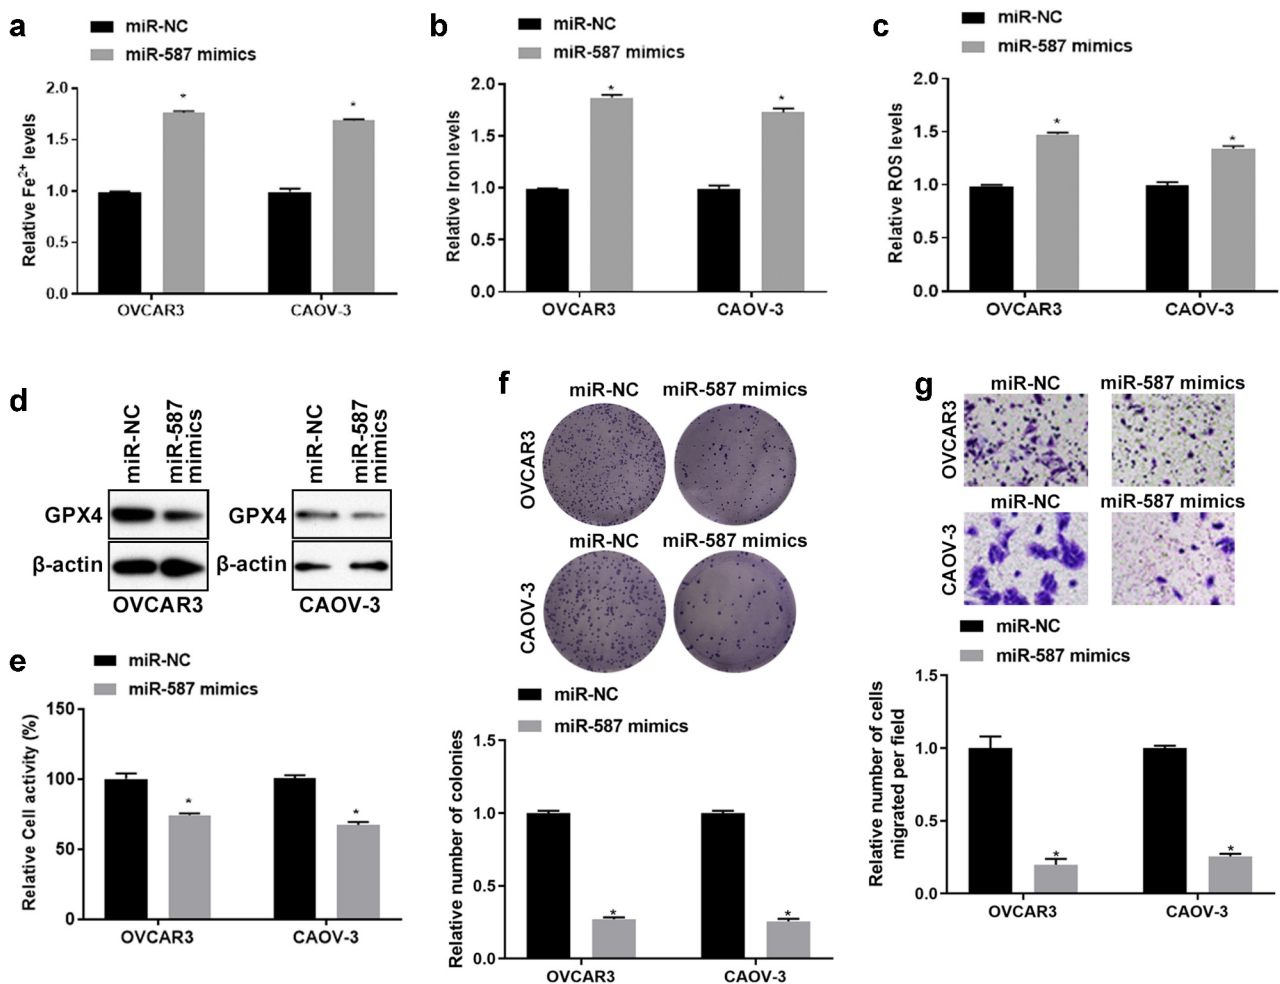 a
miR-NC
miR-587 mimics
Relative Fe2+ levels
2.0
1.5
1.0
0.5
0.0
*
*
OVCAR3
CAOV-3
b
miR-NC
miR-587 mimics
Relative Iron levels
2.0
1.5
1.0
0.5
0.0
*
*
OVCAR3
CAOV-3
c
miR-NC
miR-587 mimics
Relative ROS levels
2.0
1.5
1.0
0.5
0.0
*
*
OVCAR3
CAOV-3
d
miR-NC
miR-587
mimics
miR-NC
miR-587
mimics
GPX4
β-actin
OVCAR3
GPX4
β-actin
CAOV-3
e
miR-NC
miR-587 mimics
Relative Cell activity (%)
150
100
50
0
*
*
OVCAR3
CAOV-3
f
miR-NC
miR-587 mimics
OVCAR3
miR-NC
miR-587 mimics
CAOV-3
miR-NC
miR-587 mimics
Relative number of colonies
1.5
1.0
0.5
0.0
*
*
OVCAR3
CAOV-3
g
miR-NC
miR-587 mimics
OVCAR3
miR-NC
miR-587 mimics
CAOV-3
miR-NC
miR-587 mimics
Relative number of cells
migrated per field
1.5
1.0
0.5
0.0
*
*
OVCAR3
CAOV-3